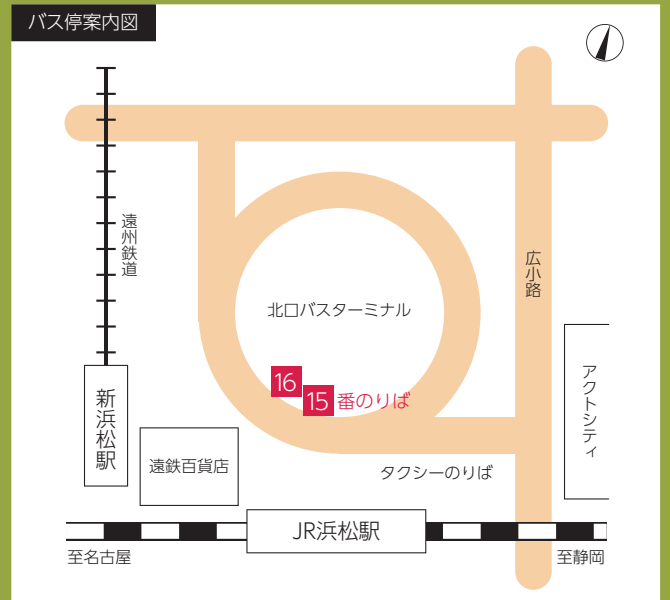 バス停案内図
遠州鉄道
広小路
北口バスターミナル
16
15 番のりば
アクトシティ
新浜松駅
遠鉄百貨店
タクシーのりば
JR浜松駅
至名古屋
至静岡